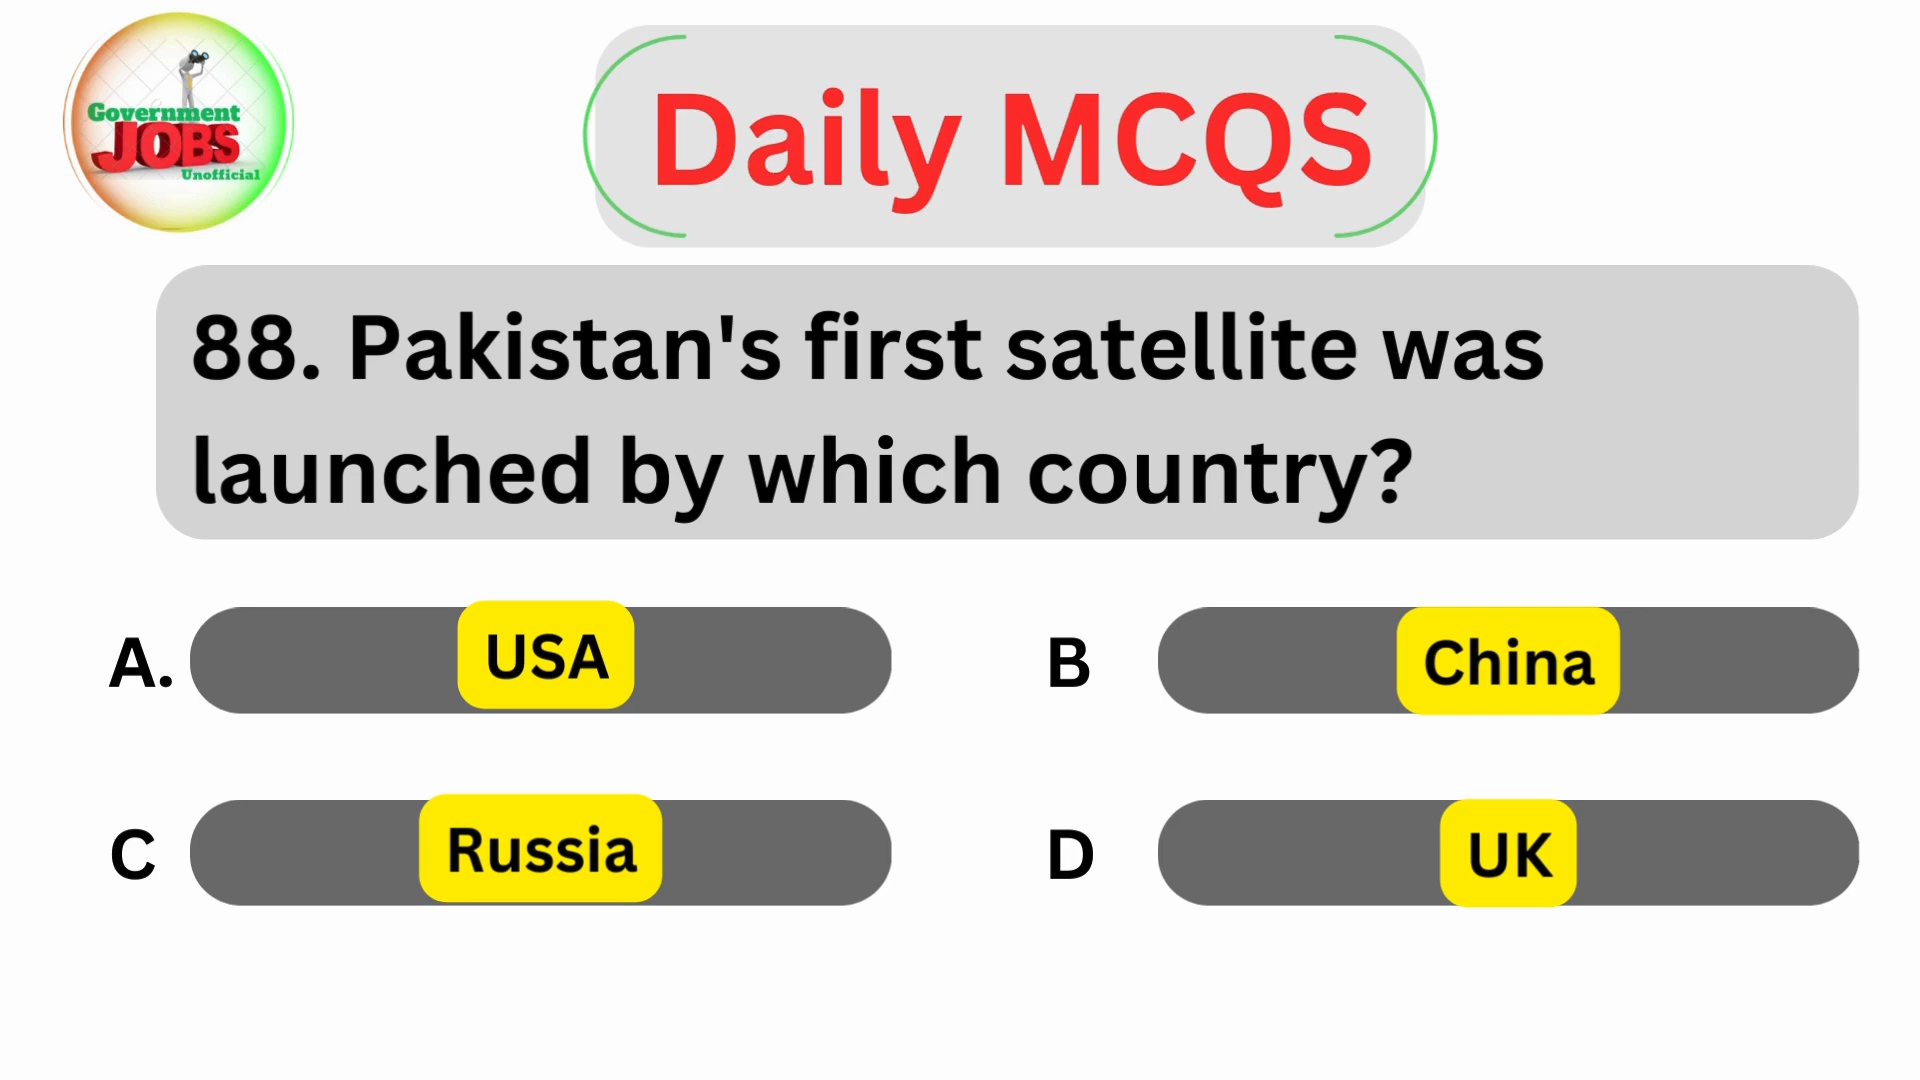 Government
JOBS
Unofficial
Daily MCQS
88. Pakistan's first satellite was
launched by which country?
A. USA
B China
C Russia
D UK